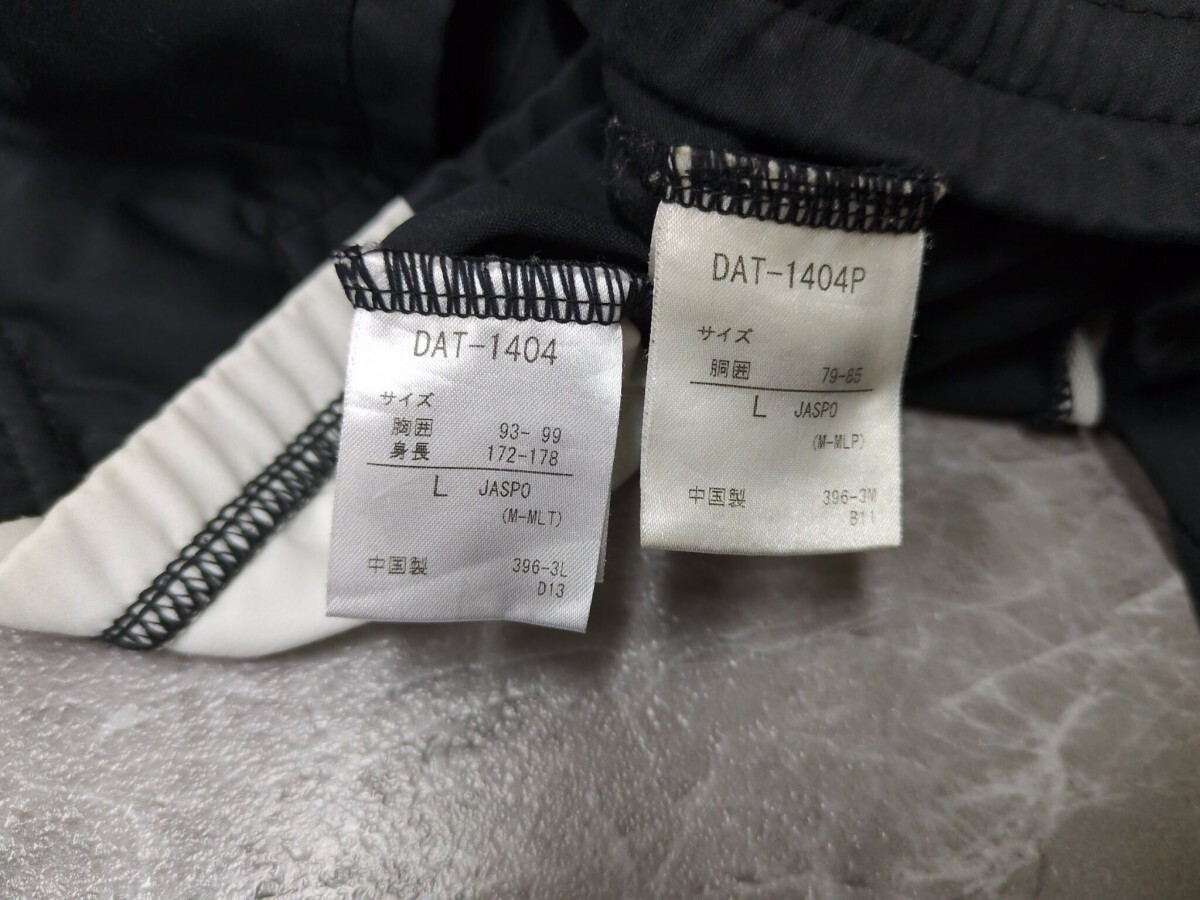 DAT-1404
サイズ
胸囲 93- 99
身長 172-178
L JASPO
(M-MLT)
中国製 396-3L
D13
DAT-1404P
サイズ
胴囲 79-85
L JASPO
(M-MLP)
中国製 396-3M
B11